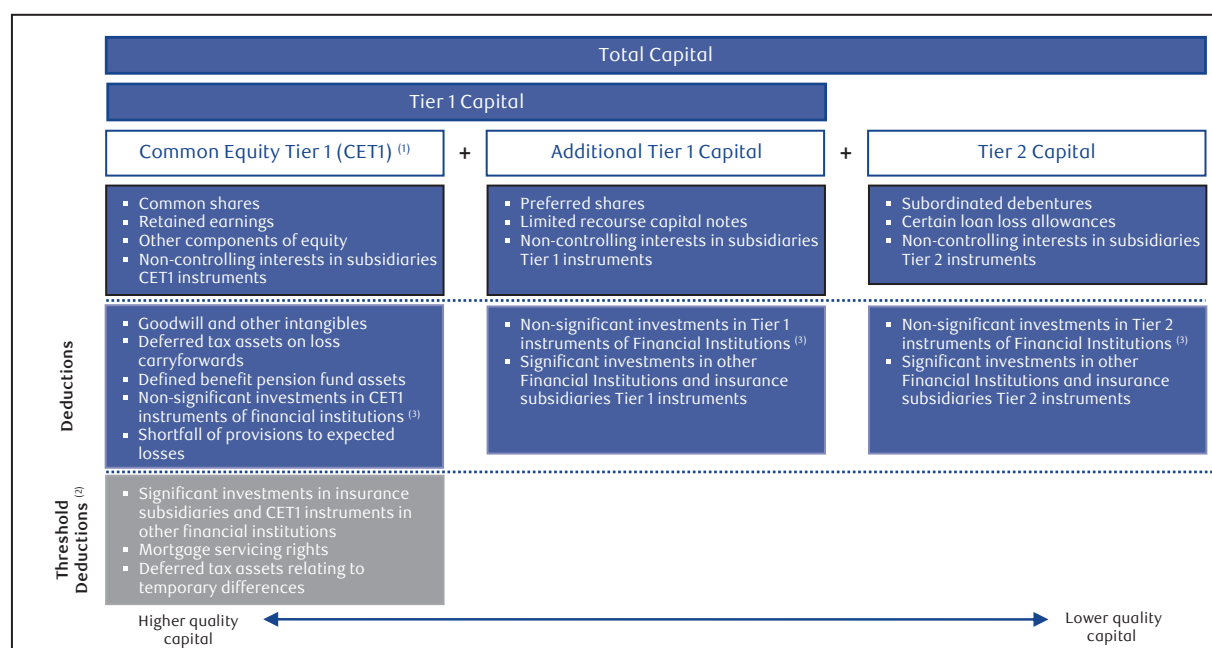 Total Capital
Tier 1 Capital
Common Equity Tier 1 (CET1) (1)
+
Additional Tier 1 Capital
+
Tier 2 Capital
▪ Common shares
▪ Retained earnings
▪ Other components of equity
▪ Non-controlling interests in subsidiaries
CET1 instruments
▪ Preferred shares
▪ Limited recourse capital notes
▪ Non-controlling interests in subsidiaries
Tier 1 instruments
▪ Subordinated debentures
▪ Certain loan loss allowances
▪ Non-controlling interests in subsidiaries
Tier 2 instruments
Deductions
▪ Goodwill and other intangibles
▪ Deferred tax assets on loss
carryforwards
▪ Defined benefit pension fund assets
▪ Non-significant investments in CET1
instruments of financial institutions (3)
▪ Shortfall of provisions to expected
losses
▪ Non-significant investments in Tier 1
instruments of Financial Institutions (3)
▪ Significant investments in other
Financial Institutions and insurance
subsidiaries Tier 1 instruments
▪ Non-significant investments in Tier 2
instruments of Financial Institutions (3)
▪ Significant investments in other
Financial Institutions and insurance
subsidiaries Tier 2 instruments
Threshold
Deductions (2)
▪ Significant investments in insurance
subsidiaries and CET1 instruments in
other financial institutions
▪ Mortgage servicing rights
▪ Deferred tax assets relating to
temporary differences
Higher quality
capital
Lower quality
capital